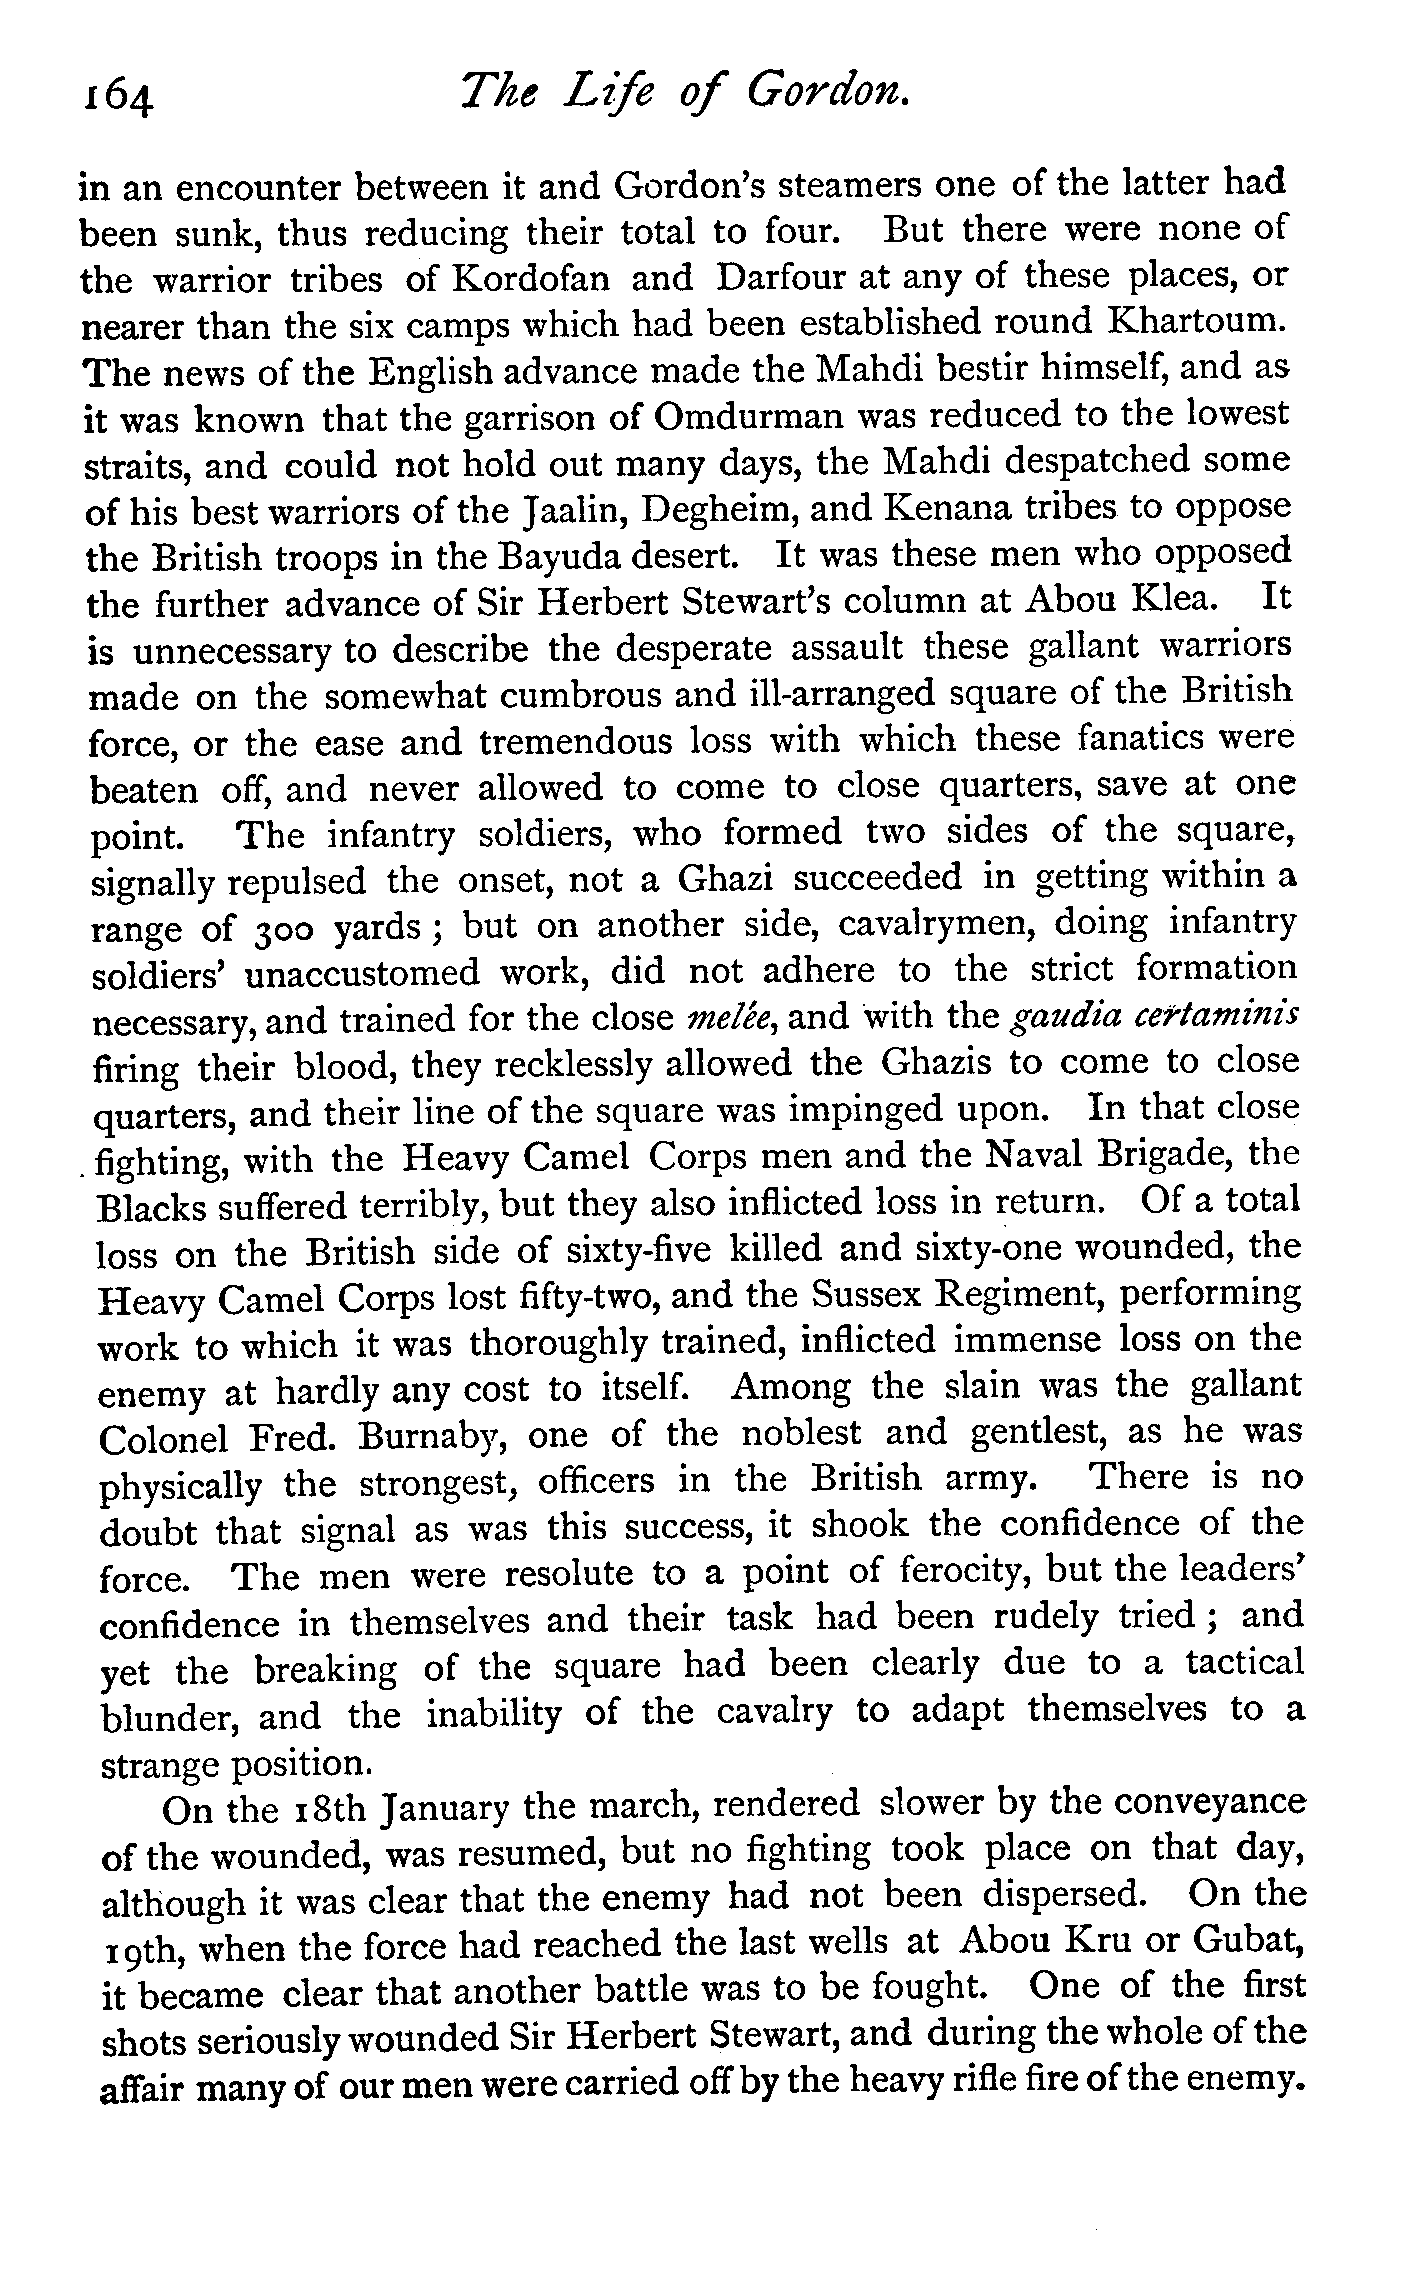 164 The Life of Gordon.
in an encounter between it and Gordon's steamers one of the latter had
been sunk, thus reducing their total to four. But there were none of
the warrior tribes of Kordofan and Darfour at any of these places, or
nearer than the six camps which had been established round Khartoum.
The news of the English advance made the Mahdi bestir himself, and as
it was known that the garrison of Omdurman was reduced to the lowest
straits, and could not hold out many days, the Mahdi despatched some
of his best warriors of the Jaalin, Degheim, and Kenana tribes to oppose
the British troops in the Bayuda desert. It was these men who opposed
the further advance of Sir Herbert Stewart's column at Abou Klea. It
is unnecessary to describe the desperate assault these gallant warriors
made on the somewhat cumbrous and ill-arranged square of the British
force, or the ease and tremendous loss with which these fanatics were
beaten off, and never allowed to come to close quarters, save at one
point. The infantry soldiers, who formed two sides of the square,
signally repulsed the onset, not a Ghazi succeeded in getting within a
range of 300 yards; but on another side, cavalrymen, doing infantry
soldiers' unaccustomed work, did not adhere to the strict formation
necessary, and trained for the close melée, and with the gaudia certaminis
firing their blood, they recklessly allowed the Ghazis to come to close
quarters, and their line of the square was impinged upon. In that close
fighting, with the Heavy Camel Corps men and the Naval Brigade, the
Blacks suffered terribly, but they also inflicted loss in return. Of a total
loss on the British side of sixty-five killed and sixty-one wounded, the
Heavy Camel Corps lost fifty-two, and the Sussex Regiment, performing
work to which it was thoroughly trained, inflicted immense loss on the
enemy at hardly any cost to itself. Among the slain was the gallant
Colonel Fred. Burnaby, one of the noblest and gentlest, as he was
physically the strongest, officers in the British army. There is no
doubt that signal as was this success, it shook the confidence of the
force. The men were resolute to a point of ferocity, but the leaders'
confidence in themselves and their task had been rudely tried; and
yet the breaking of the square had been clearly due to a tactical
blunder, and the inability of the cavalry to adapt themselves to a
strange position.
On the 18th January the march, rendered slower by the conveyance
of the wounded, was resumed, but no fighting took place on that day,
although it was clear that the enemy had not been dispersed. On the
19th, when the force had reached the last wells at Abou Kru or Gubat,
it became clear that another battle was to be fought. One of the first
shots seriously wounded Sir Herbert Stewart, and during the whole of the
affair many of our men were carried off by the heavy rifle fire of the enemy.